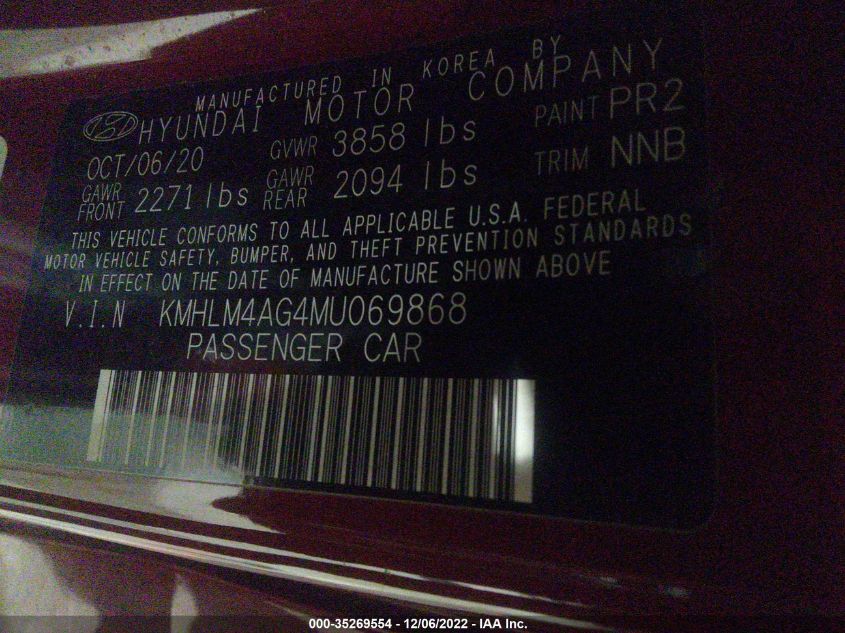 MANUFACTURED IN KOREA BY
HYUNDAI MOTOR COMPANY
OCT/06/20 GVWR 3858 lbs PAINT PR2
GAWR FRONT 2271 lbs GAWR REAR 2094 lbs TRIM NNB
THIS VEHICLE CONFORMS TO ALL APPLICABLE U.S.A. FEDERAL
MOTOR VEHICLE SAFETY, BUMPER, AND THEFT PREVENTION STANDARDS
IN EFFECT ON THE DATE OF MANUFACTURE SHOWN ABOVE
V.I.N KMHLM4AG4MU069868
PASSENGER CAR
000-35269554 - 12/06/2022 - IAA Inc.